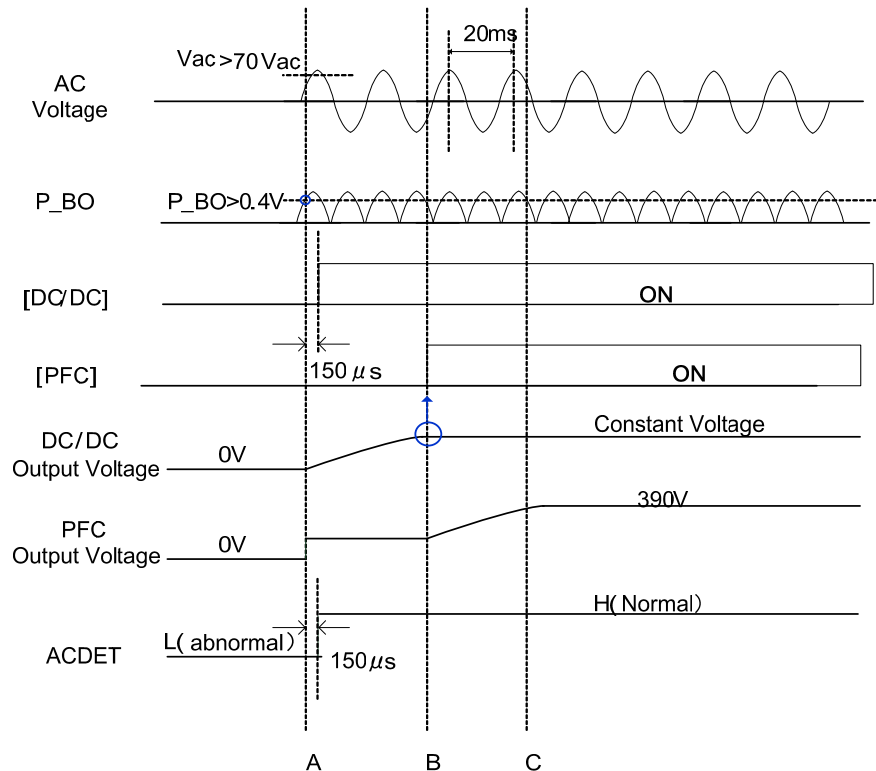 20ms
Vac>70Vac
AC
Voltage
P_BO
P_BO>0.4V
[DC/DC]
ON
150μs
[PFC]
ON
DC/DC
Output Voltage
0V
Constant Voltage
390V
PFC
Output Voltage
0V
H(Normal)
L(abnormal)
ACDET
150μs
A B C